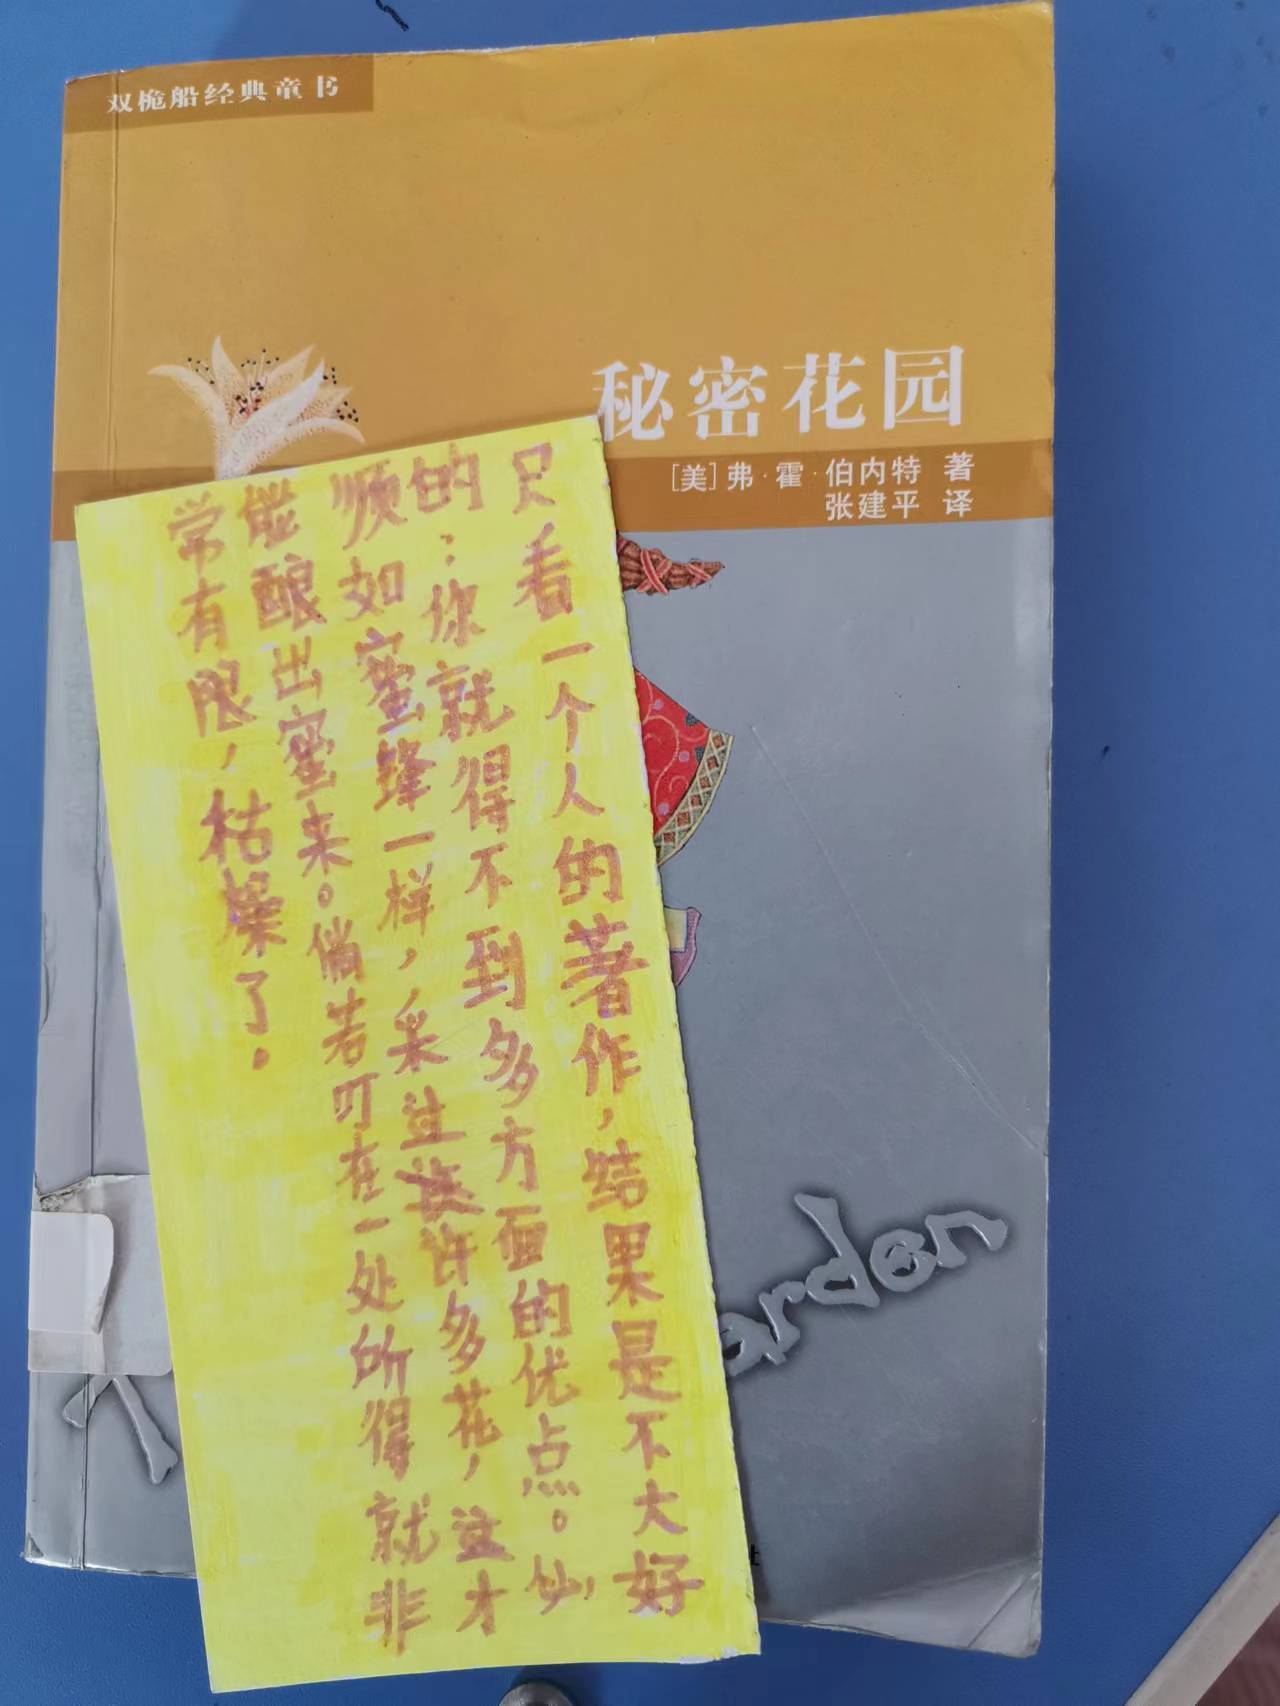 双桅船经典童书
秘密花园
[美]弗·霍·伯内特 著
张建平 译
只看一个人的著作,结果是不大好
的:你就得不到多方面的优点。必
须如蜜锋一样,采过许多花,这才
能酿出蜜来。倘若叮在一处所得就非
常有限,枯燥了.
arden